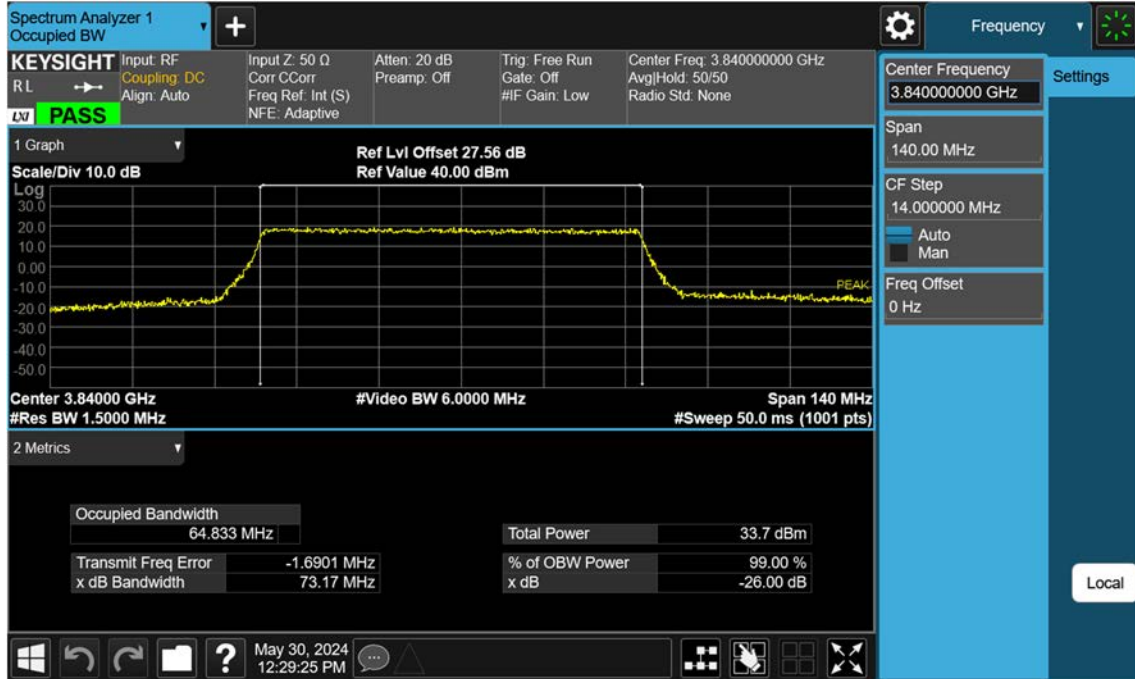 Spectrum Analyzer 1
Occupied BW
+
Frequency
KEYSIGHT
R L
LXI PASS
Input: RF
Coupling: DC
Align: Auto
Input Z: 50 Ω
Corr CCorr
Freq Ref: Int (S)
NFE: Adaptive
Atten: 20 dB
Preamp: Off
Trig: Free Run
Gate: Off
#IF Gain: Low
Center Freq: 3.840000000 GHz
Avg|Hold: 50/50
Radio Std: None
Center Frequency
3.840000000 GHz
Settings
Span
140.00 MHz
CF Step
14.000000 MHz
Auto
Man
Freq Offset
0 Hz
Local
1 Graph
Scale/Div 10.0 dB
Ref Lvl Offset 27.56 dB
Ref Value 40.00 dBm
Log
30.0
20.0
10.0
0.00
-10.0
-20.0
-30.0
-40.0
-50.0
PEAK
Center 3.84000 GHz
#Video BW 6.0000 MHz
Span 140 MHz
#Res BW 1.5000 MHz
#Sweep 50.0 ms (1001 pts)
2 Metrics
Occupied Bandwidth
64.833 MHz
Total Power 33.7 dBm
Transmit Freq Error -1.6901 MHz
% of OBW Power 99.00 %
x dB Bandwidth 73.17 MHz
x dB -26.00 dB
?
May 30, 2024
12:29:25 PM